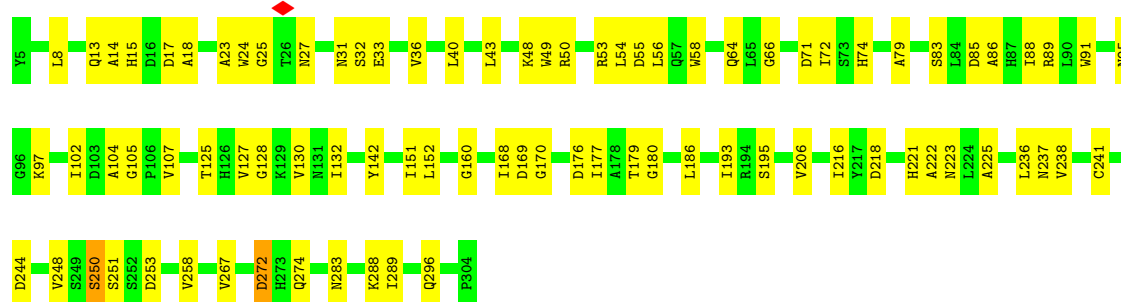 Y5 L8 Q13 A14 H15 D16 D17 A18 A23 W24 G25 T26 N27 N31 S32 E33 V36 L40 L43 K48 W49 R50 R53 L54 D55 L56 Q57 W58 Q64 L65 G66 D71 I72 S73 H74 A79 S83 L84 D85 A86 H87 I88 R89 L90 W91
G96 K97 I102 D103 A104 G105 P106 V107 T125 H126 V127 G128 K129 V130 N131 I132 Y142 I151 L152 G160 I168 D169 G170 D176 I177 A178 T179 G180 L186 I193 R194 S195 V206 I216 Y217 D218 H221 A222 N223 L224 A225 L236 N237 V238 C241
D244 V248 S249 S250 S251 S252 D253 V258 V267 D272 H273 Q274 N283 K288 I289 Q296 P304